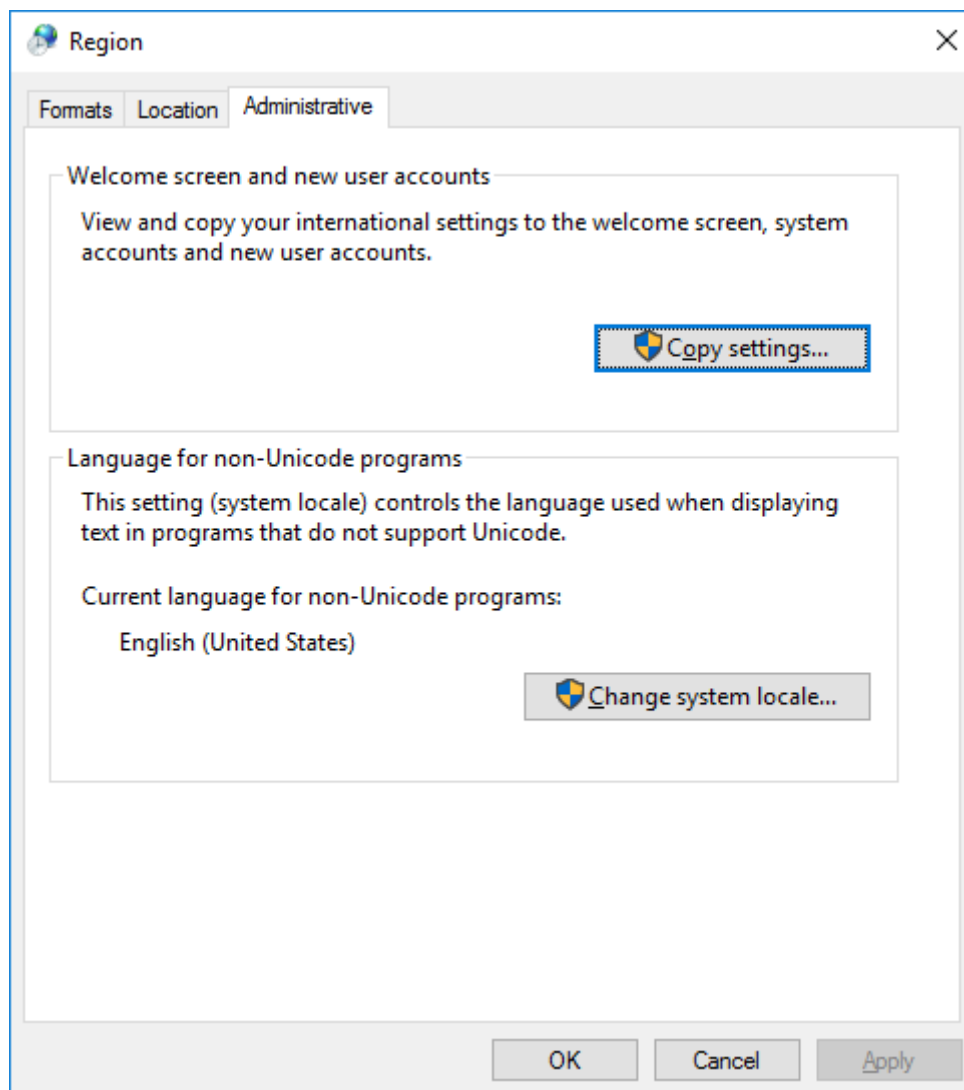 Region
Formats
Location
Administrative
Welcome screen and new user accounts
View and copy your international settings to the welcome screen, system
accounts and new user accounts.
Copy settings...
Language for non-Unicode programs
This setting (system locale) controls the language used when displaying
text in programs that do not support Unicode.
Current language for non-Unicode programs:
English (United States)
Change system locale...
OK
Cancel
Apply